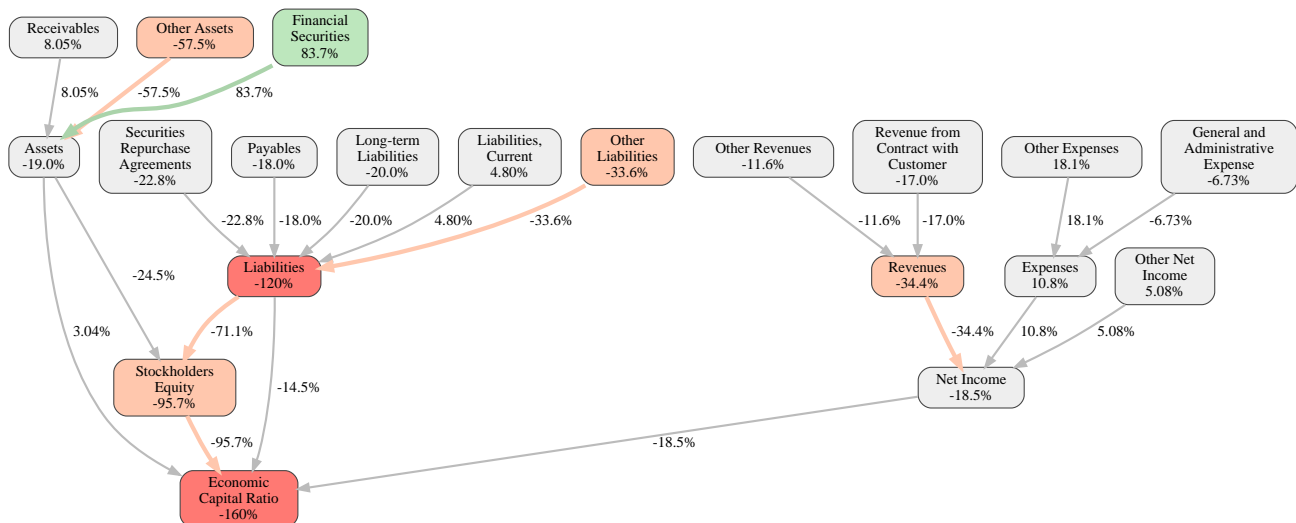 Receivables
8.05%
Other Assets
-57.5%
Financial
Securities
83.7%
8.05%
-57.5%
83.7%
Assets
-19.0%
Securities
Repurchase
Agreements
-22.8%
Payables
-18.0%
Long-term
Liabilities
-20.0%
Liabilities,
Current
4.80%
Other
Liabilities
-33.6%
Other Revenues
-11.6%
Revenue from
Contract with
Customer
-17.0%
Other Expenses
18.1%
General and
Administrative
Expense
-6.73%
-22.8%
-18.0%
-20.0%
4.80%
-33.6%
-11.6%
-17.0%
18.1%
-6.73%
-24.5%
Liabilities
-120%
Revenues
-34.4%
Expenses
10.8%
Other Net
Income
5.08%
3.04%
-71.1%
-34.4%
10.8%
5.08%
Stockholders
Equity
-95.7%
-14.5%
Net Income
-18.5%
-95.7%
-18.5%
Economic
Capital Ratio
-160%